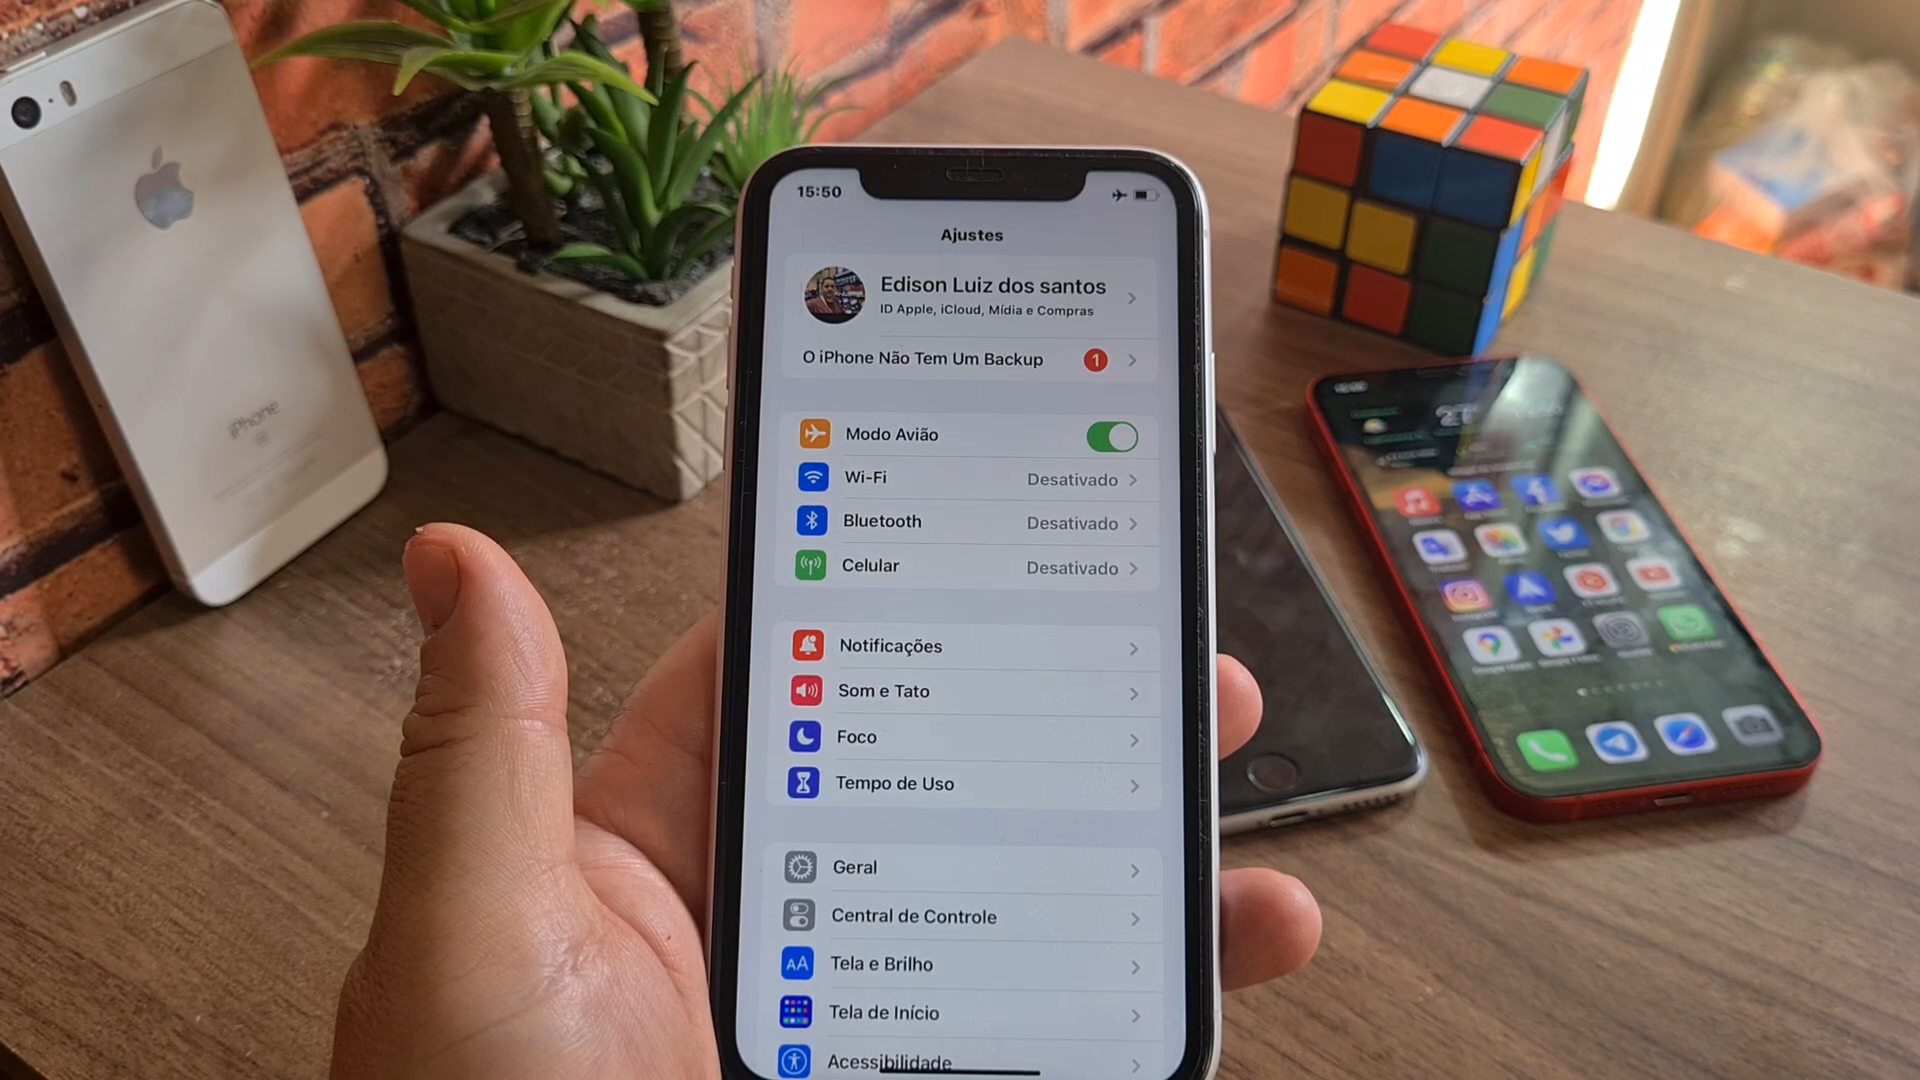 15:50
Ajustes
Edison Luiz dos santos
ID Apple, iCloud, Mídia e Compras
O iPhone Não Tem Um Backup 1
Modo Avião
Wi-Fi Desativado
Bluetooth Desativado
Celular Desativado
Notificações
Som e Tato
Foco
Tempo de Uso
Geral
Central de Controle
AA Tela e Brilho
Tela de Início
Acessibilidade
iPhone